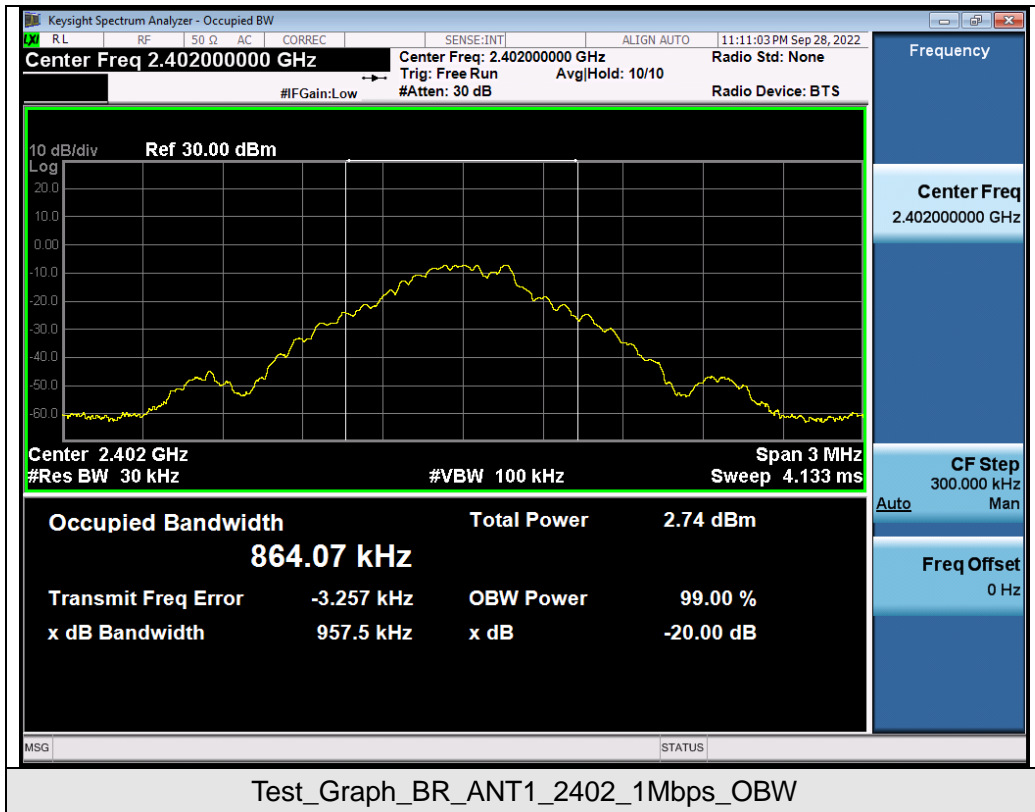 Keysight Spectrum Analyzer - Occupied BW
LXI RL RF 50 Ω AC CORREC SENSE:INT ALIGN AUTO 11:11:03 PM Sep 28, 2022
Center Freq 2.402000000 GHz
Center Freq: 2.402000000 GHz Radio Std: None
Trig: Free Run Avg|Hold: 10/10
#IFGain:Low #Atten: 30 dB Radio Device: BTS
10 dB/div Ref 30.00 dBm
Log
20.0
10.0
0.00
-10.0
-20.0
-30.0
-40.0
-50.0
-60.0
Center 2.402 GHz Span 3 MHz
#Res BW 30 kHz #VBW 100 kHz Sweep 4.133 ms
Occupied Bandwidth Total Power 2.74 dBm
864.07 kHz
Transmit Freq Error -3.257 kHz OBW Power 99.00 %
x dB Bandwidth 957.5 kHz x dB -20.00 dB
MSG STATUS
Frequency
Center Freq
2.402000000 GHz
CF Step
300.000 kHz
Auto Man
Freq Offset
0 Hz
Test_Graph_BR_ANT1_2402_1Mbps_OBW